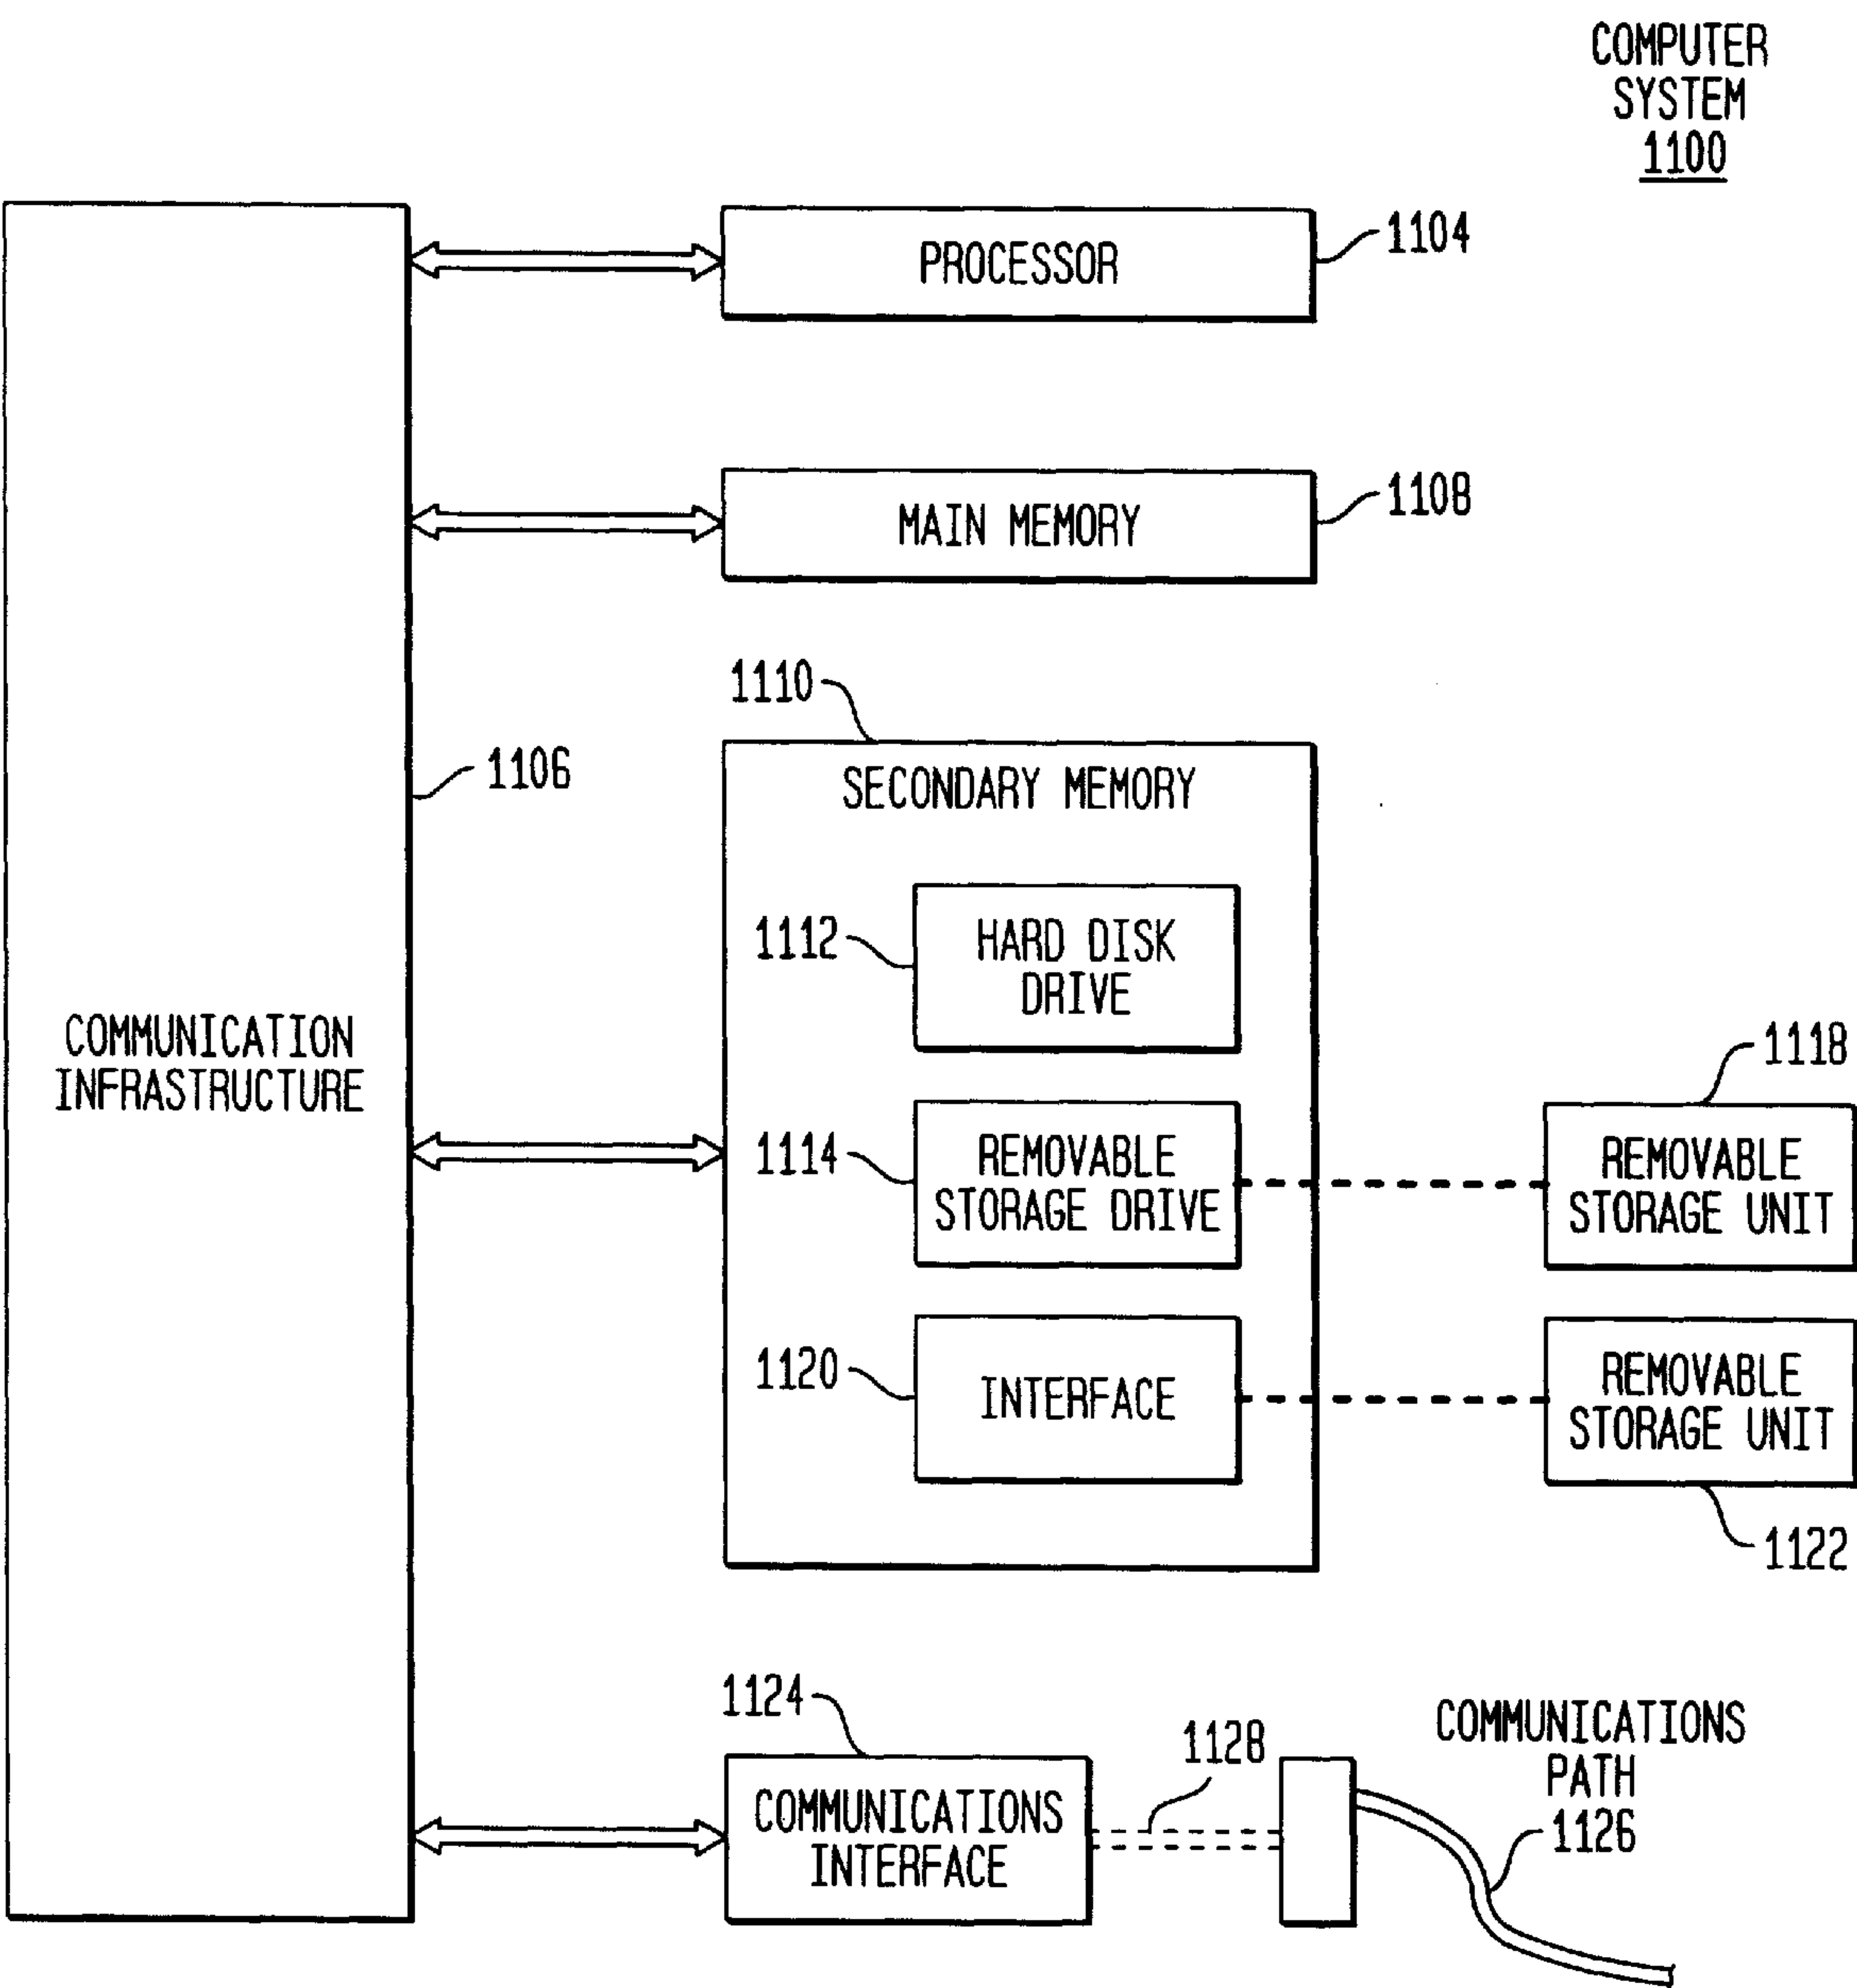 COMPUTER
SYSTEM
1100
PROCESSOR
1104
MAIN MEMORY
1108
1106
1110
SECONDARY MEMORY
1112
HARD DISK
DRIVE
COMMUNICATION
INFRASTRUCTURE
1114
REMOVABLE
STORAGE DRIVE
1118
REMOVABLE
STORAGE UNIT
1120
INTERFACE
REMOVABLE
STORAGE UNIT
1122
1124
COMMUNICATIONS
INTERFACE
1128
COMMUNICATIONS
PATH
1126